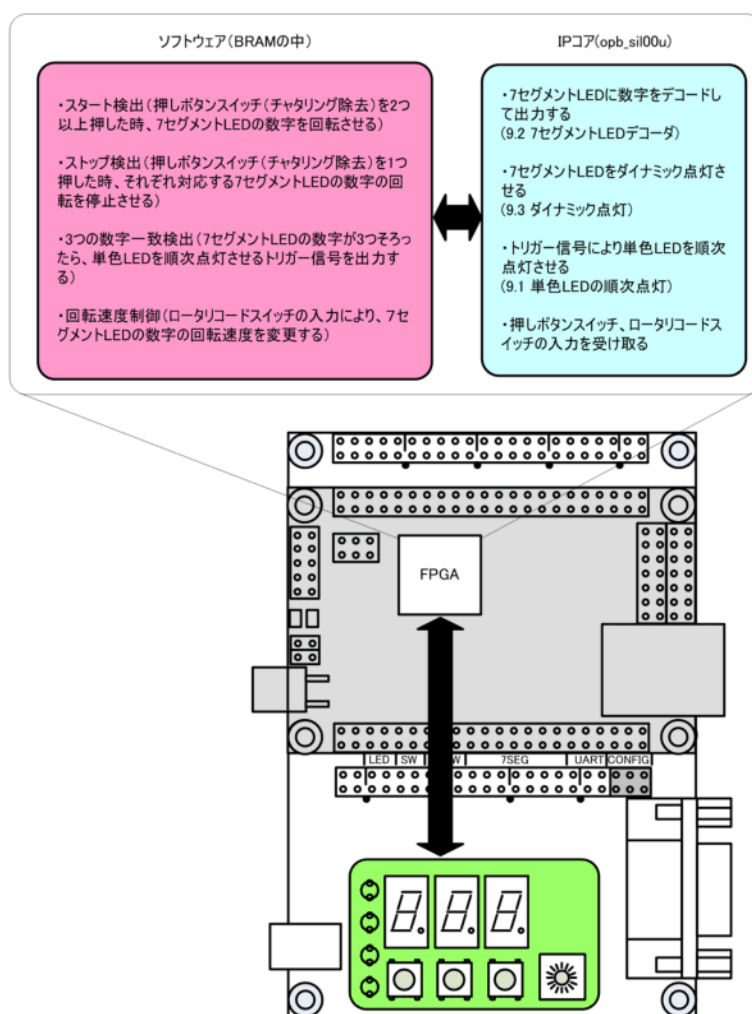 ソフトウェア(BRAMの中)
・スタート検出(押しボタンスイッチ(チャタリング除去)を2つ
以上押した時、7セグメントLEDの数字を回転させる)
・ストップ検出(押しボタンスイッチ(チャタリング除去)を1つ
押した時、それぞれ対応する7セグメントLEDの数字の回
転を停止させる)
・3つの数字一致検出(7セグメントLEDの数字が3つそろっ
たら、単色LEDを順次点灯させるトリガー信号を出力す
る)
・回転速度制御(ロータリコードスイッチの入力により、7セ
グメントLEDの数字の回転速度を変更する)
IPコア(opb_sil00u)
・7セグメントLEDに数字をデコードし
て出力する
(9.2 7セグメントLEDデコーダ)
・7セグメントLEDをダイナミック点灯さ
せる
(9.3 ダイナミック点灯)
・トリガー信号により単色LEDを順次
点灯させる
(9.1 単色LEDの順次点灯)
・押しボタンスイッチ、ロータリコードス
イッチの入力を受け取る
FPGA
LED SW W 7SEG UART CONFIG